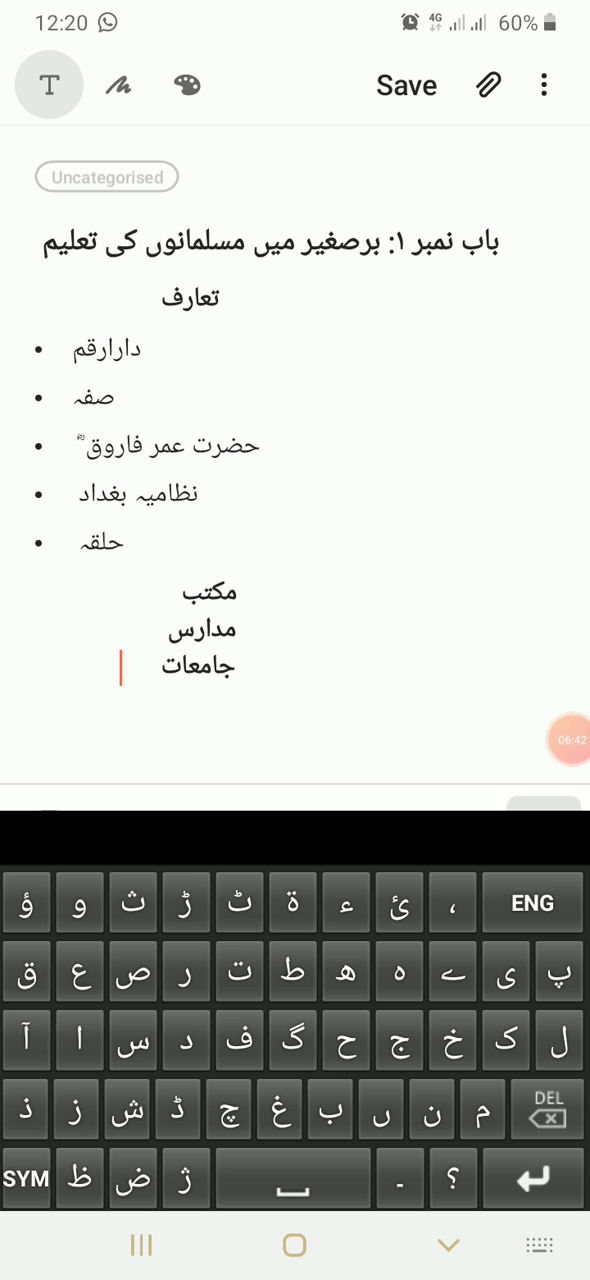 12:20
4G 60%
T Save
Uncategorised
باب نمبر ۱: برصغیر میں مسلمانوں کی تعلیم
تعارف
• دارارقم
• صفہ
• حضرت عمر فاروق ؓ
• نظامیہ بغداد
• حلقہ
مکتب
مدارس
جامعات
06:42
ؤ و ث ڑ ٹ ۃ ء ئ ، ENG
ق ع ص ر ت ط ھ ہ ے ی پ
آ ا س د ف گ ح ج خ ک ل
ذ ز ش ڈ چ غ ب ں ن م DEL
SYM ظ ض ژ ۔ ؟